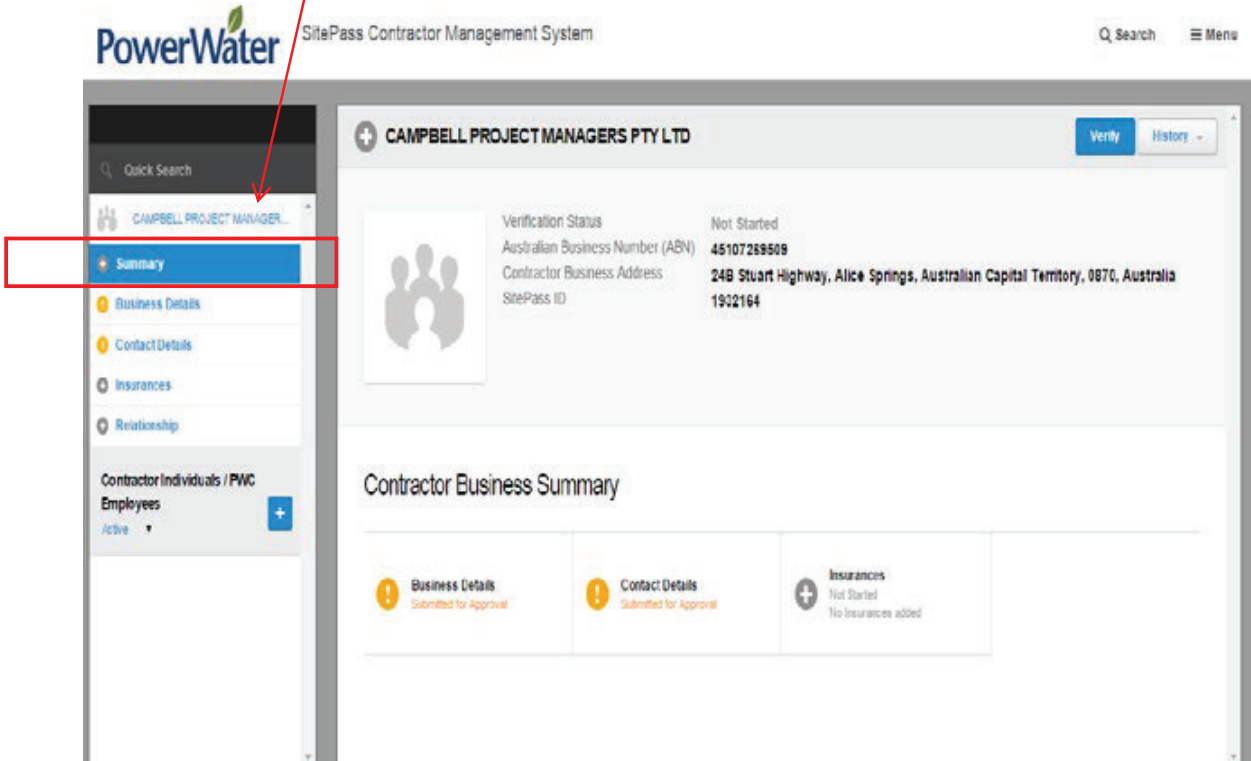 PowerWater
SitePass Contractor Management System
Search
Menu
Quick Search
CAMPBELL PROJECT MANAGER...
Summary
Business Details
Contact Details
Insurances
Relationship
Contractor Individuals / PWC
Employees
Active
CAMPBELL PROJECT MANAGERS PTY LTD
Verify
History
Verification Status Not Started
Australian Business Number (ABN) 45107269509
Contractor Business Address 24B Stuart Highway, Alice Springs, Australian Capital Territory, 0870, Australia
SitePass ID 1902164
Contractor Business Summary
Business Details
Submitted for Approval
Contact Details
Submitted for Approval
Insurances
Not Started
No Insurances added